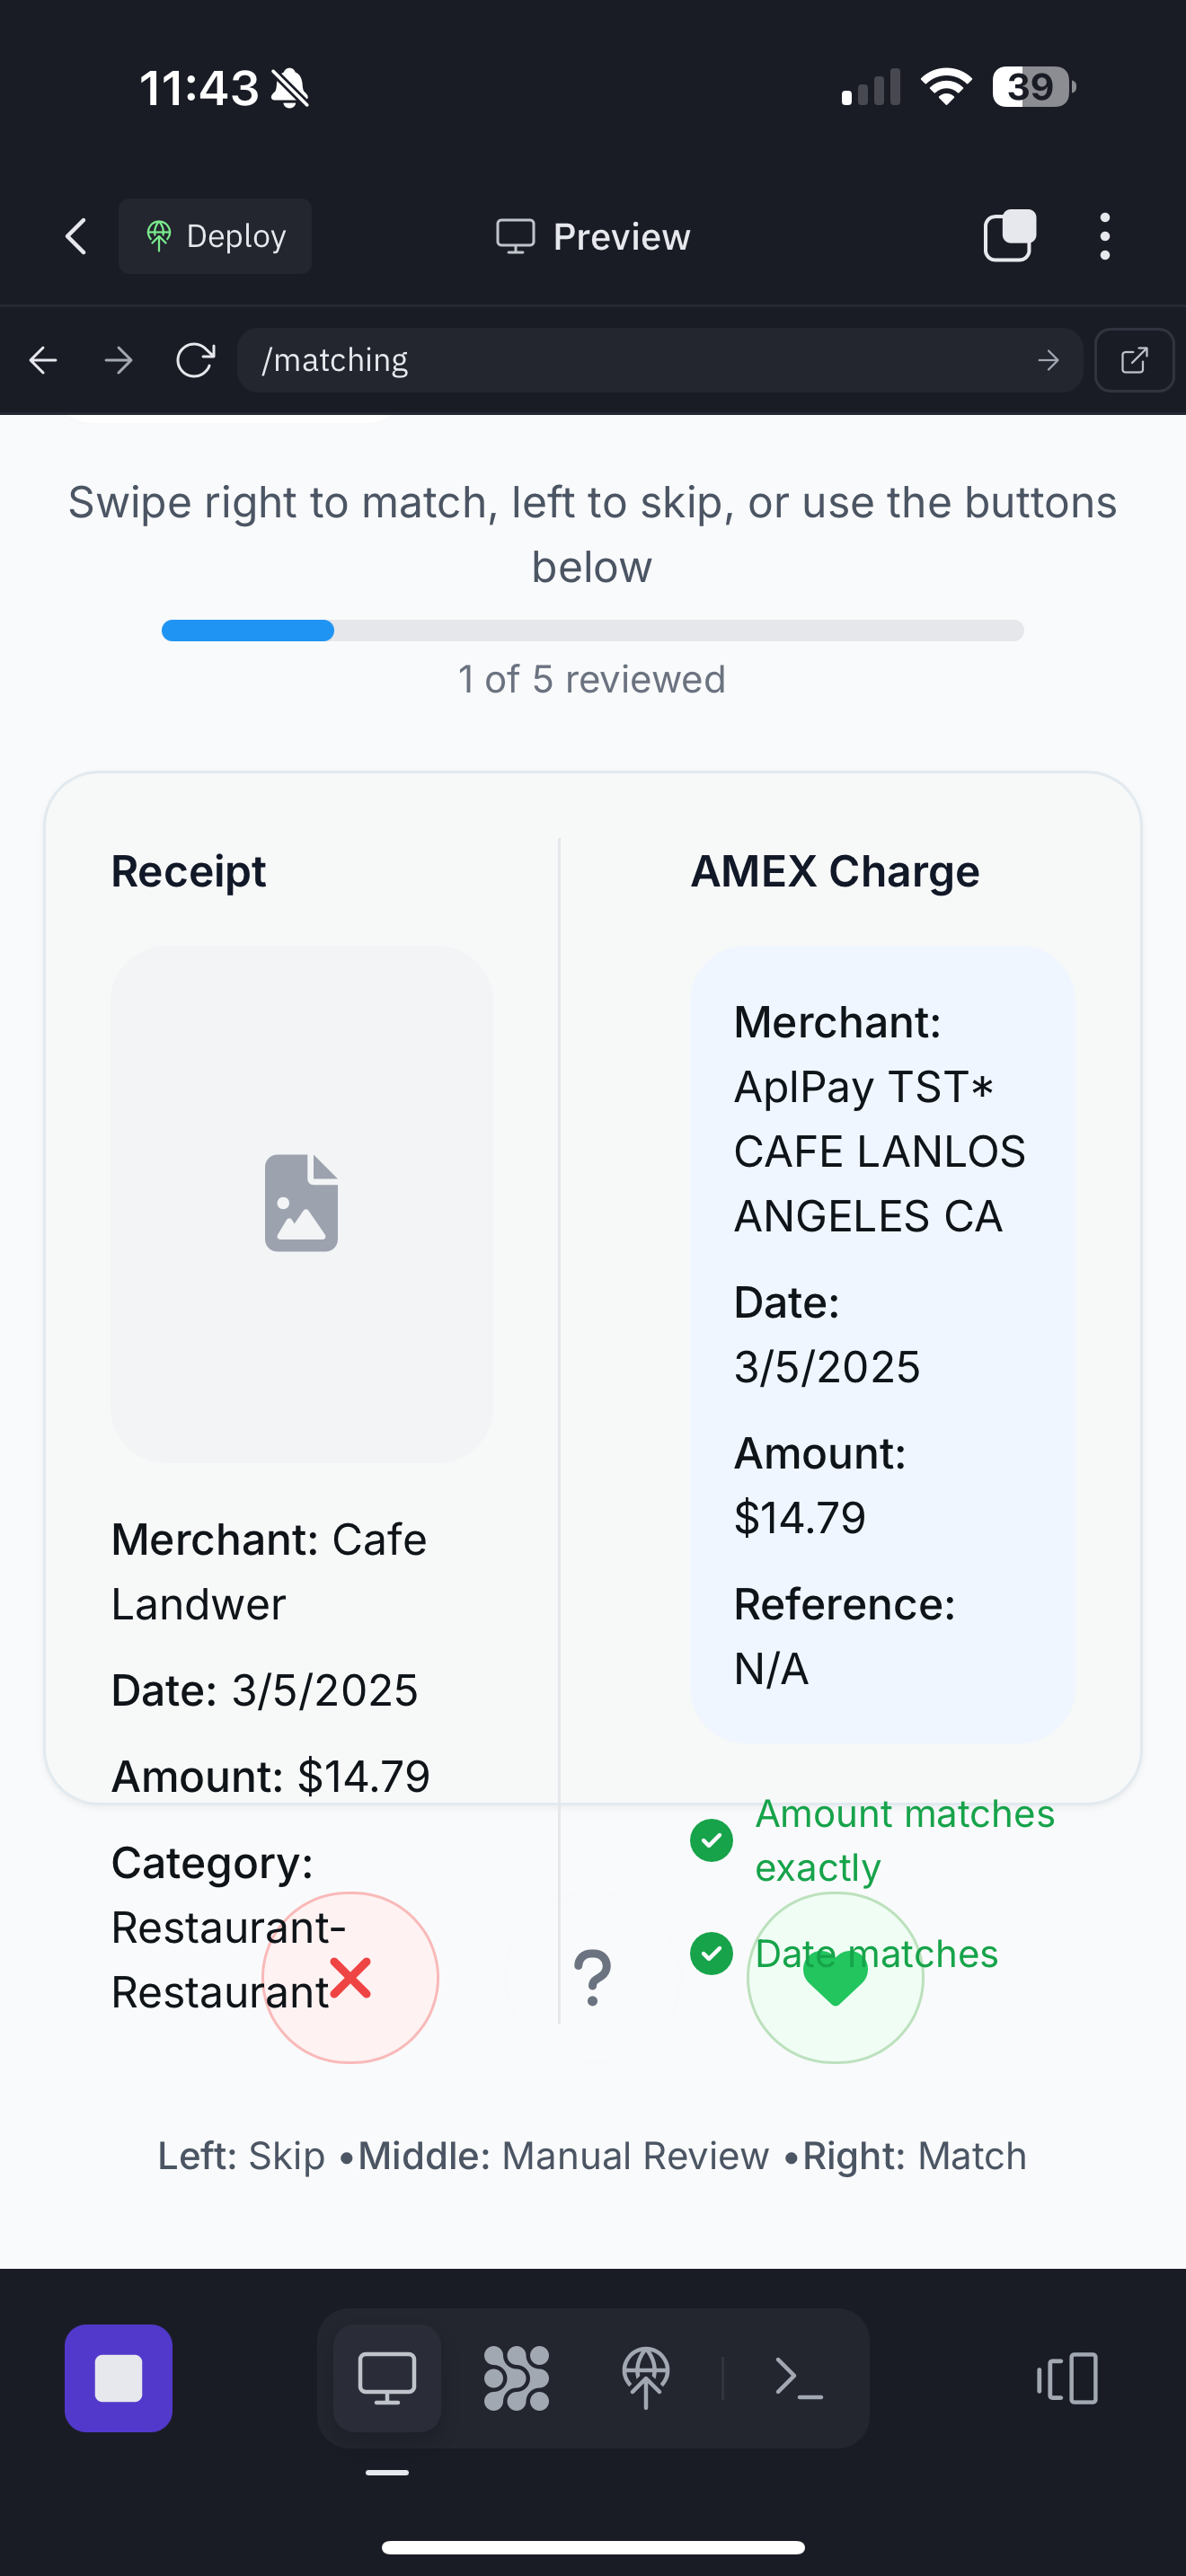 11:43
39
Deploy
Preview
/matching
Swipe right to match, left to skip, or use the buttons
below
1 of 5 reviewed
Receipt
Merchant: Cafe
Landwer
Date: 3/5/2025
Amount: $14.79
Category:
Restaurant-
Restaurant
AMEX Charge
Merchant:
AplPay TST*
CAFE LANLOS
ANGELES CA
Date:
3/5/2025
Amount:
$14.79
Reference:
N/A
Amount matches
exactly
Date matches
?
Left: Skip •Middle: Manual Review •Right: Match